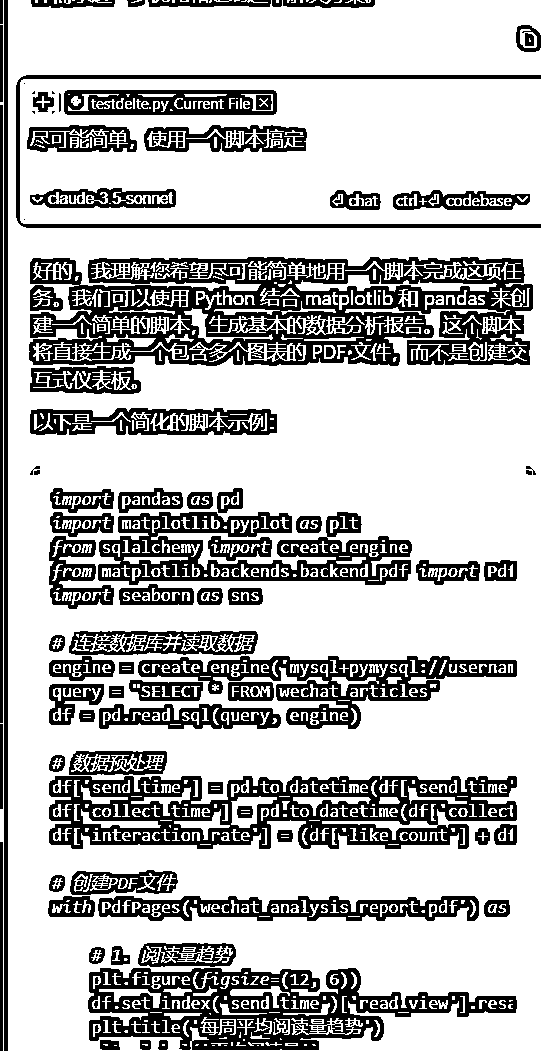 testdelte.py Current File
尽可能简单，使用一个脚本搞定
claude-3.5-sonnet chat ctrl+⏎ codebase
好的，我理解您希望尽可能简单地用一个脚本完成这项任
务。我们可以使用 Python 结合 matplotlib 和 pandas 来创
建一个简单的脚本，生成基本的数据分析报告。这个脚本
将直接生成一个包含多个图表的 PDF 文件，而不是创建交
互式仪表板。
以下是一个简化的脚本示例：
import pandas as pd
import matplotlib.pyplot as plt
from sqlalchemy import create_engine
from matplotlib.backends.backend_pdf import Pdf
import seaborn as sns
# 连接数据库并读取数据
engine = create_engine('mysql+pymysql://usernam
query = "SELECT * FROM wechat_articles"
df = pd.read_sql(query, engine)
# 数据预处理
df['send_time'] = pd.to_datetime(df['send_time'
df['collect_time'] = pd.to_datetime(df['collect
df['interaction_rate'] = (df['like_count'] + df
# 创建PDF文件
with PdfPages('wechat_analysis_report.pdf') as
# 1. 阅读量趋势
plt.figure(figsize=(12, 6))
df.set_index('send_time')['read_view'].resa
plt.title('每周平均阅读量趋势')